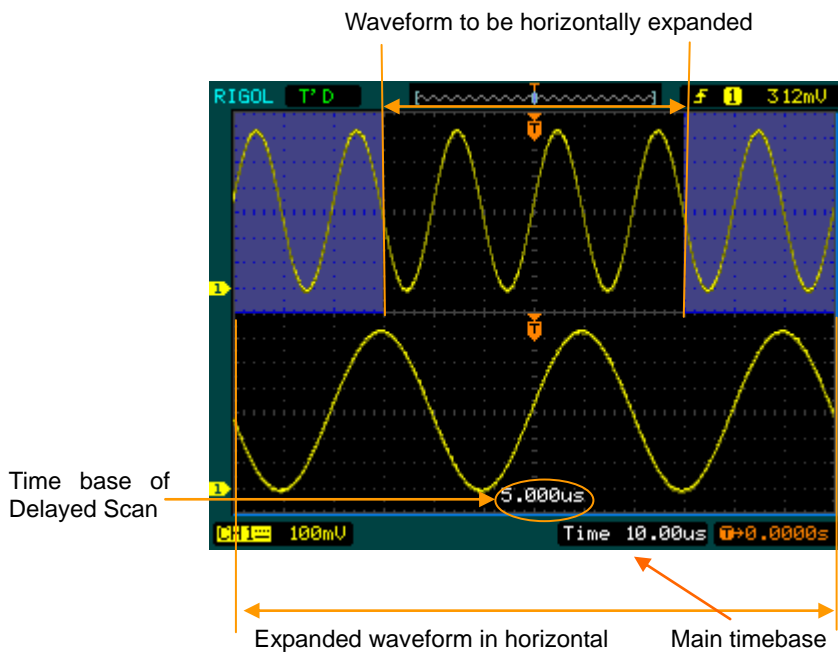 Waveform to be horizontally expanded
RIGOL T'D 1 312mV
T
1
T
Time base of
Delayed Scan
1
5.000us
CH1 100mV Time 10.00us T→0.0000s
Expanded waveform in horizontal Main timebase